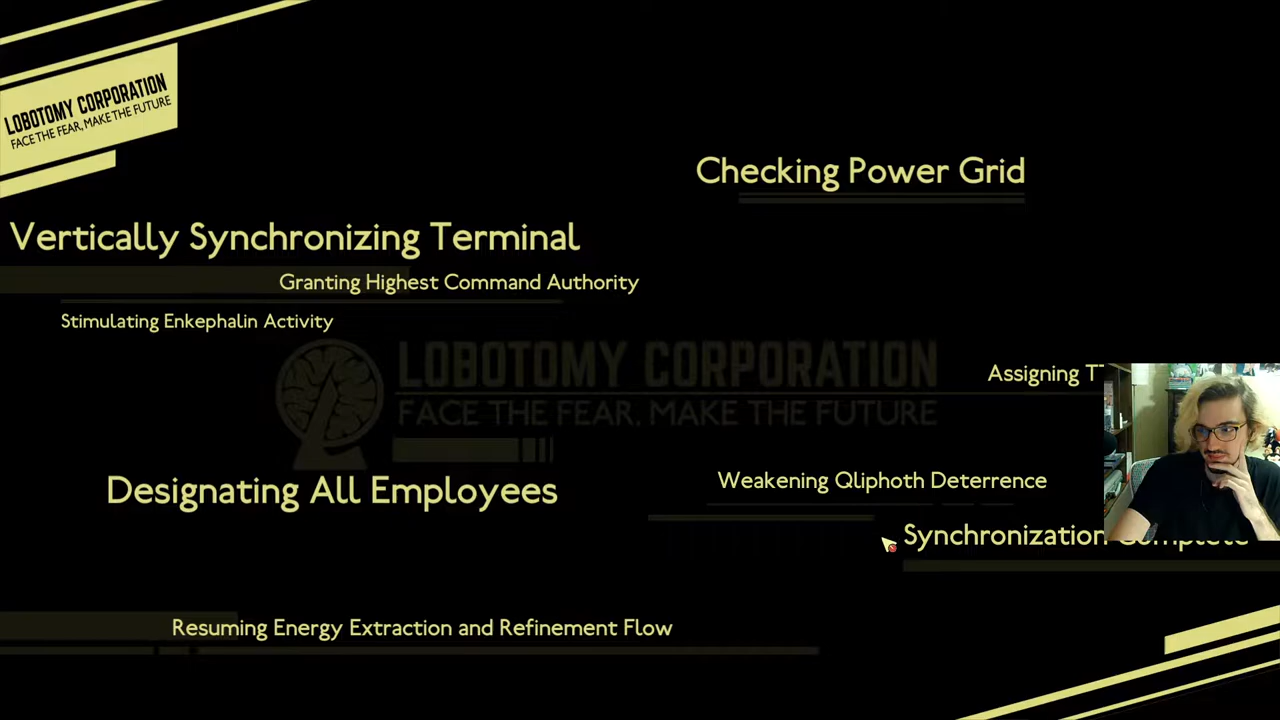 LOBOTOMY CORPORATION
FACE THE FEAR, MAKE THE FUTURE
Checking Power Grid
Vertically Synchronizing Terminal
Granting Highest Command Authority
Stimulating Enkephalin Activity
LOBOTOMY CORPORATION
FACE THE FEAR, MAKE THE FUTURE
Assigning
Weakening Qliphoth Deterrence
Designating All Employees
Synchronization Complete
Resuming Energy Extraction and Refinement Flow